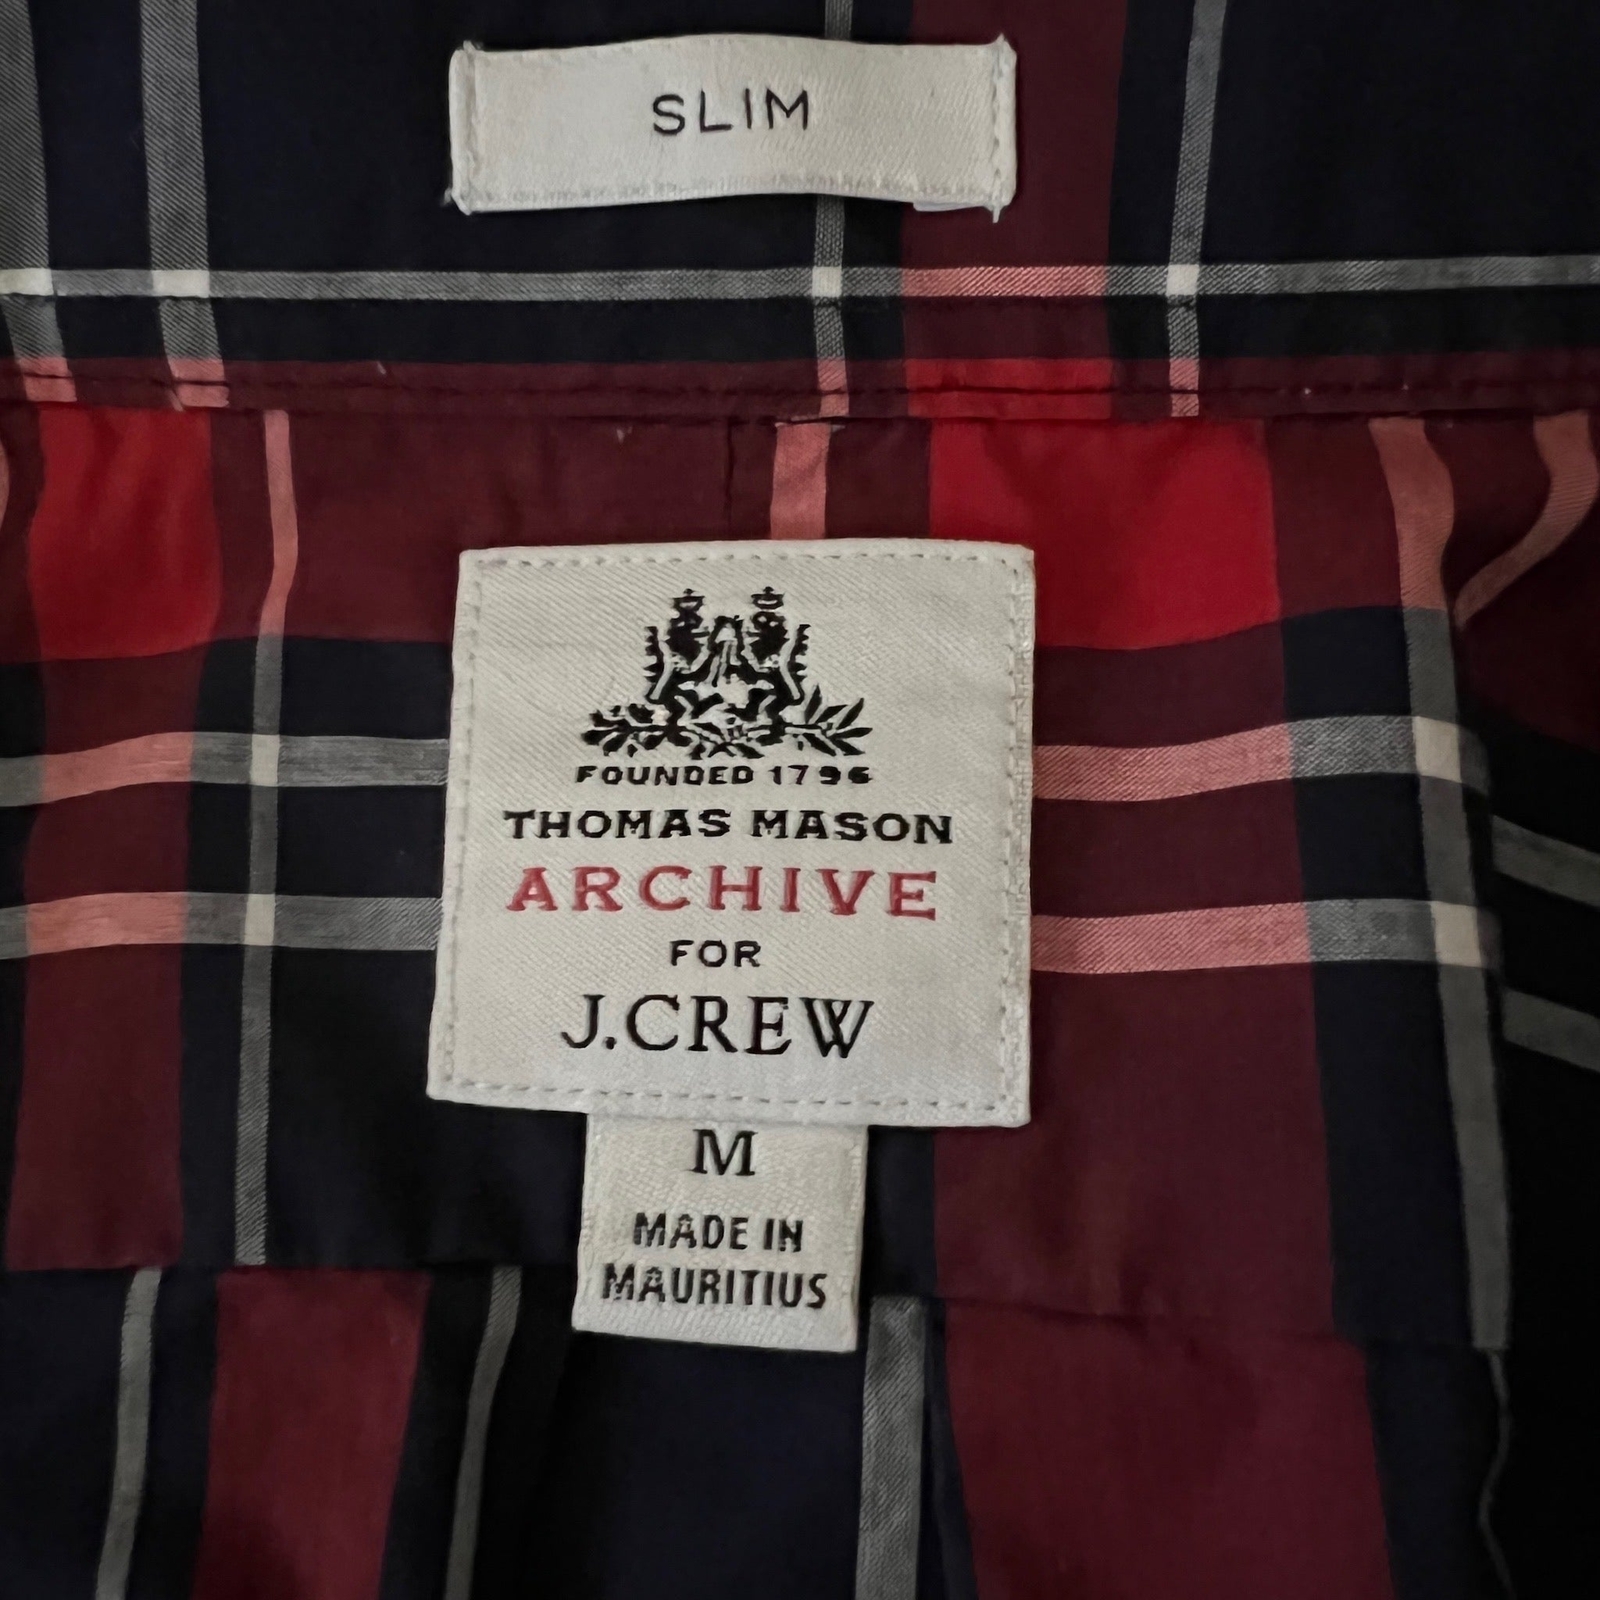 SLIM
FOUNDED 1796
THOMAS MASON
ARCHIVE
FOR
J.CREW
M
MADE IN
MAURITIUS